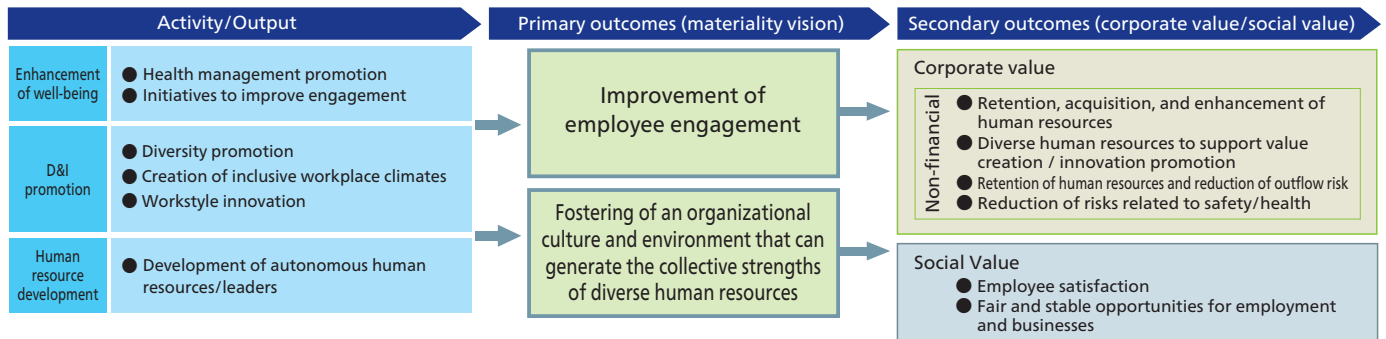 Activity/Output
Primary outcomes (materiality vision)
Secondary outcomes (corporate value/social value)
Enhancement
of well-being
● Health management promotion
● Initiatives to improve engagement
D&I
promotion
● Diversity promotion
● Creation of inclusive workplace climates
● Workstyle innovation
Human
resource
development
● Development of autonomous human
resources/leaders
Improvement of
employee engagement
Fostering of an organizational
culture and environment that can
generate the collective strengths
of diverse human resources
Corporate value
Non-financial
● Retention, acquisition, and enhancement of
human resources
● Diverse human resources to support value
creation / innovation promotion
● Retention of human resources and reduction of outflow risk
● Reduction of risks related to safety/health
Social Value
● Employee satisfaction
● Fair and stable opportunities for employment
and businesses